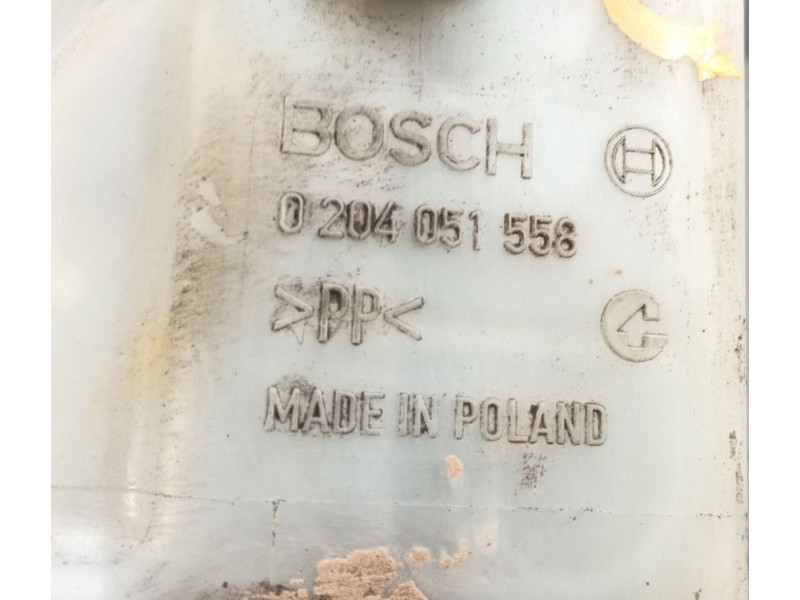 BOSCH
0 204 051 558
>PP<
MADE IN POLAND